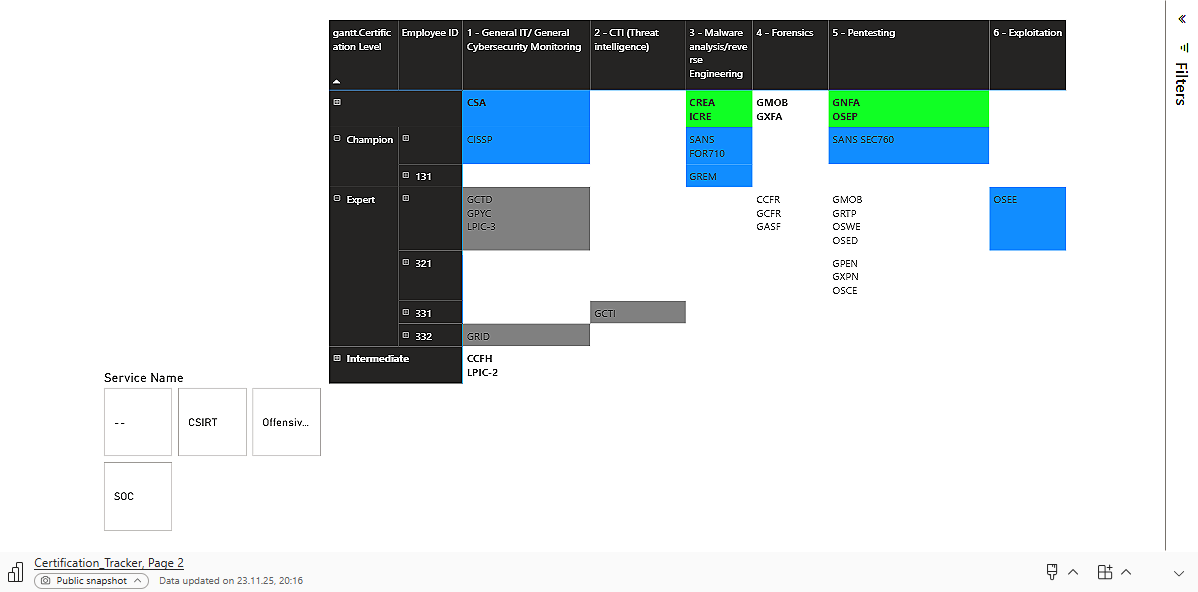 gantt.Certific
ation Level
Employee ID
1 - General IT/ General
Cybersecurity Monitoring
2 - CTI (Threat
intelligence)
3 - Malware
analysis/reve
rse
Engineering
4 - Forensics
5 - Pentesting
6 - Exploitation
CSA
CREA
ICRE
GMOB
GXFA
GNFA
OSEP
Champion
CISSP
SANS
FOR710
SANS SEC760
131
GREM
Expert
GCTD
GPYC
LPIC-3
CCFR
GCFR
GASF
GMOB
GRTP
OSWE
OSED
OSEE
321
GPEN
GXPN
OSCE
331
GCTI
332
GRID
Intermediate
CCFH
LPIC-2
Service Name
--
CSIRT
Offensiv...
SOC
Filters
Certification_Tracker, Page 2
Public snapshot
Data updated on 23.11.25, 20:16